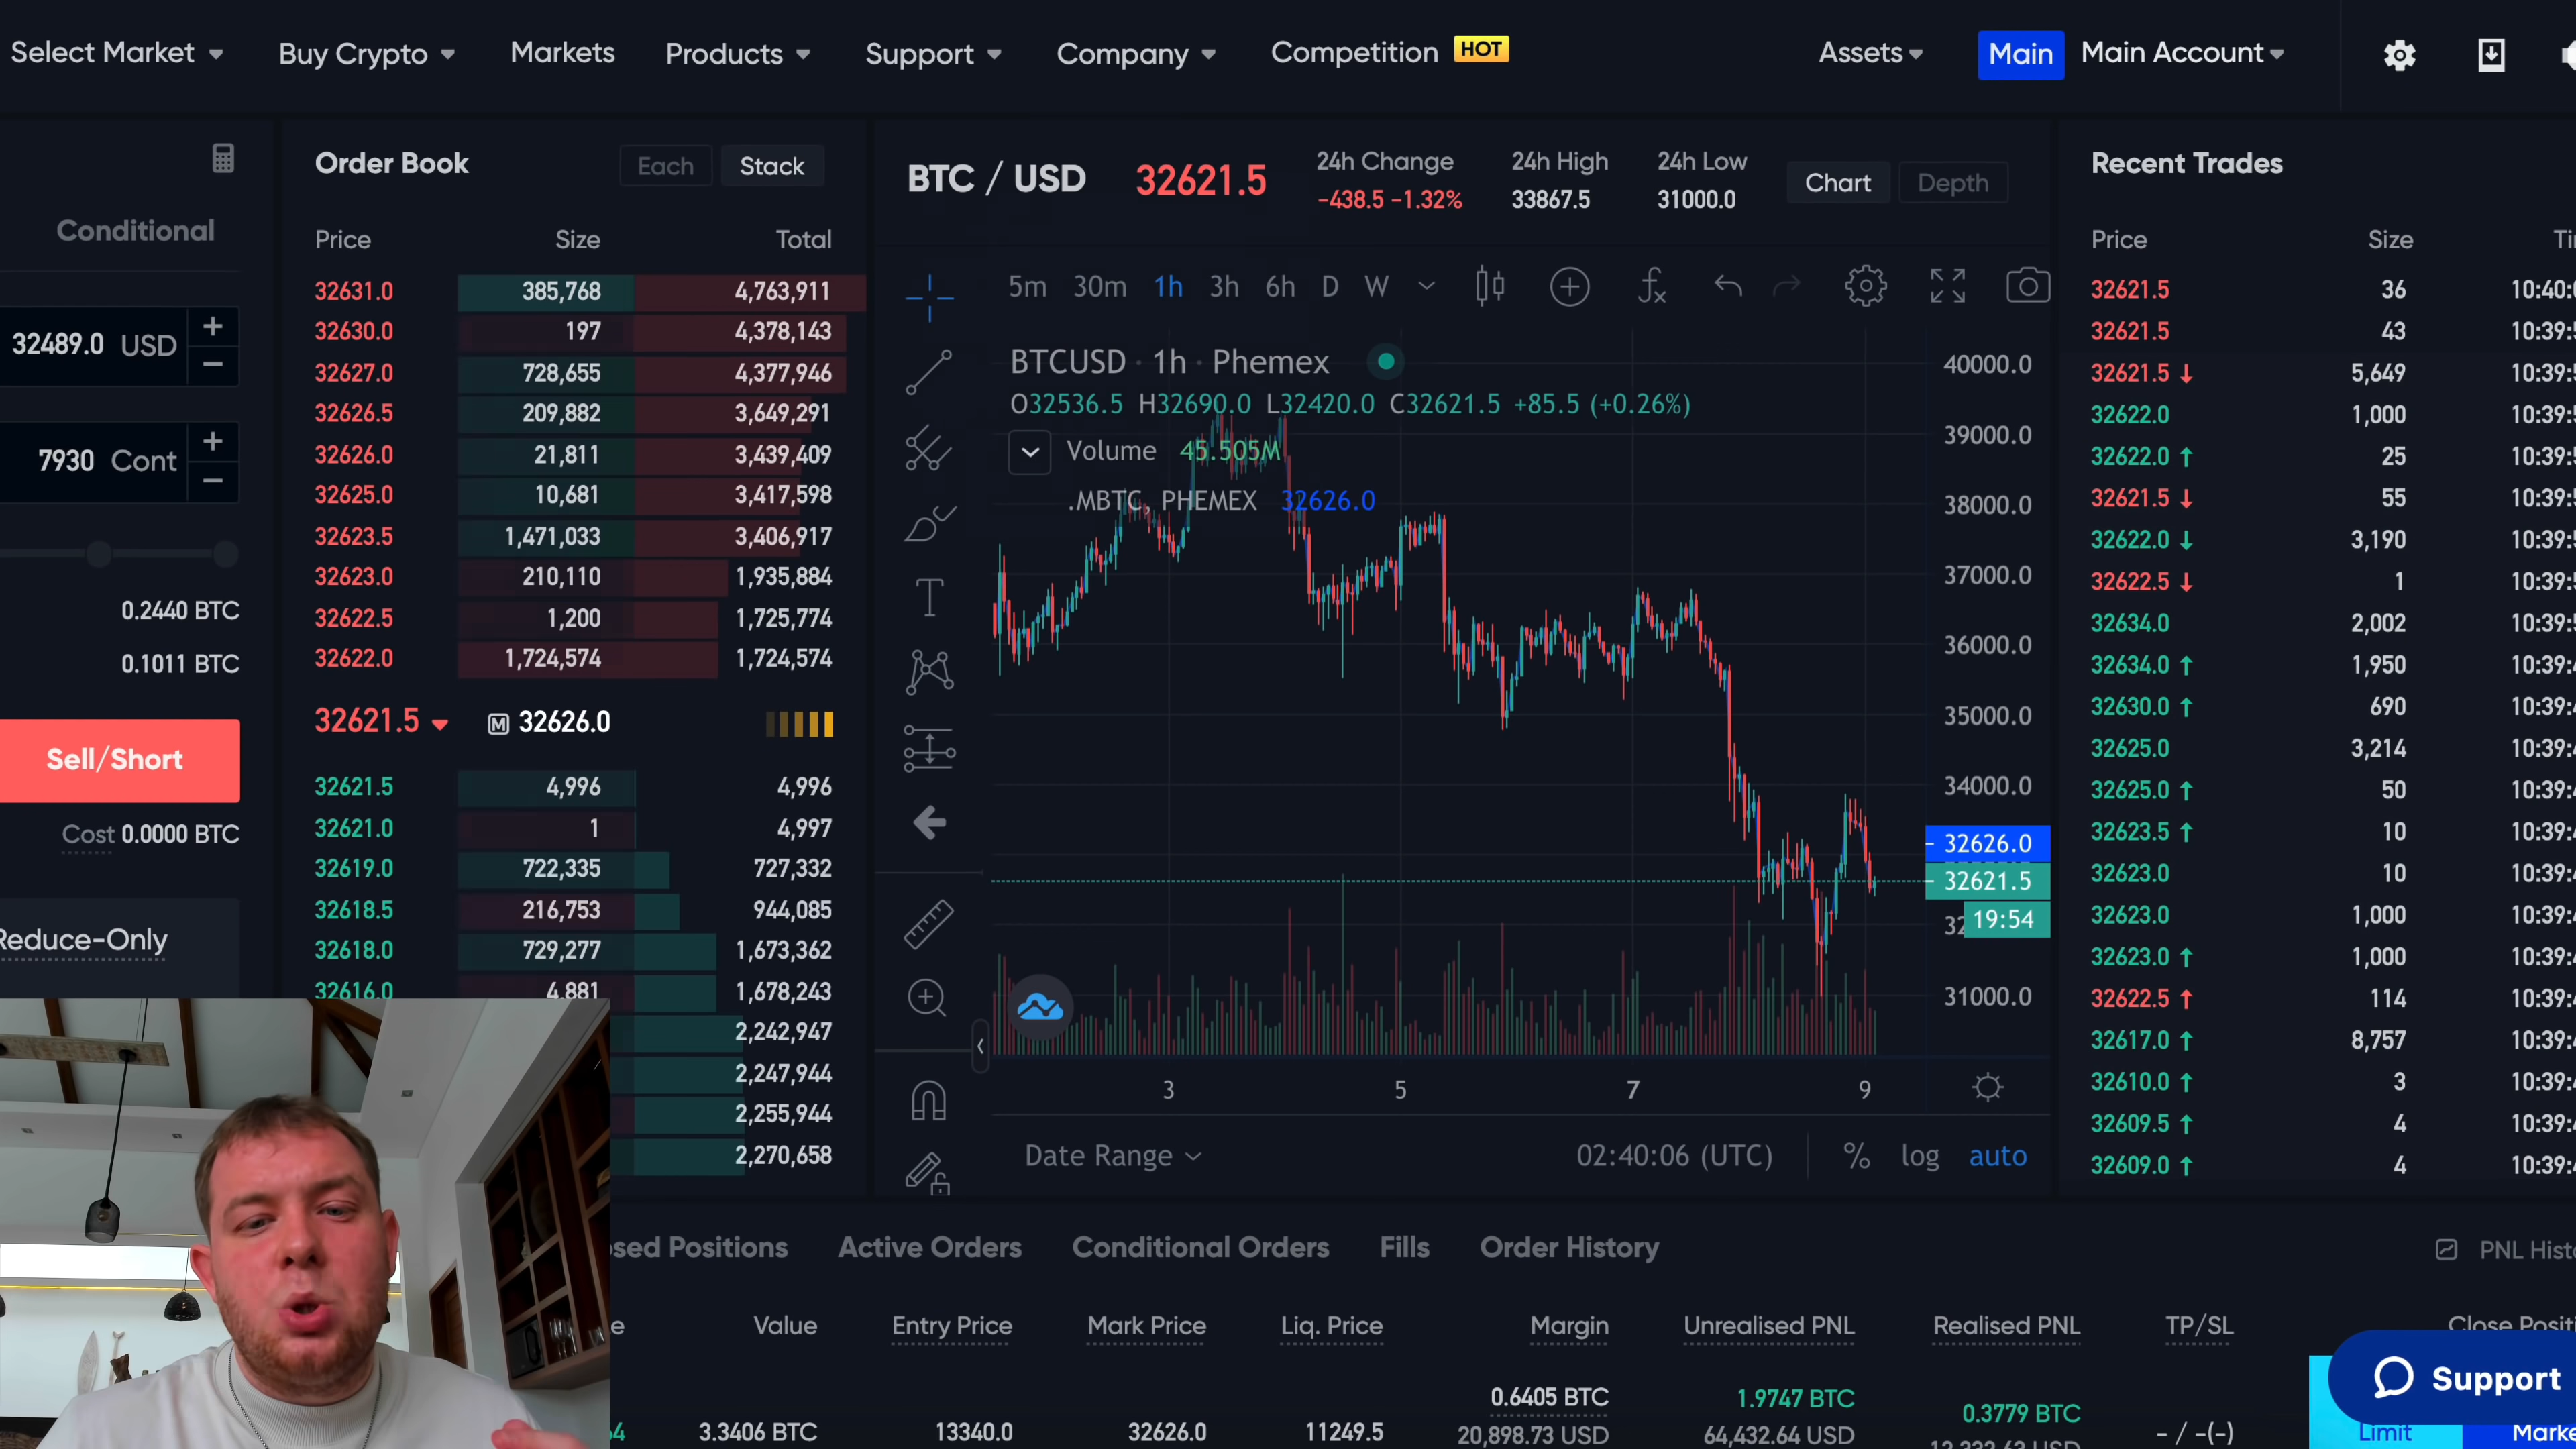 Select Market Buy Crypto Markets Products Support Company Competition HOT Assets Main Main Account
Conditional
32489.0 USD + −
7930 Cont + −
0.2440 BTC
0.1011 BTC
Sell/Short
Cost 0.0000 BTC
Reduce-Only
Order Book Each Stack
Price Size Total
32631.0 385,768 4,763,911
32630.0 197 4,378,143
32627.0 728,655 4,377,946
32626.5 209,882 3,649,291
32626.0 21,811 3,439,409
32625.0 10,681 3,417,598
32623.5 1,471,033 3,406,917
32623.0 210,110 1,935,884
32622.5 1,200 1,725,774
32622.0 1,724,574 1,724,574
32621.5 M 32626.0
32621.5 4,996 4,996
32621.0 1 4,997
32619.0 722,335 727,332
32618.5 216,753 944,085
32618.0 729,277 1,673,362
32616.0 4,881 1,678,243
2,242,947
2,247,944
2,255,944
2,270,658
BTC / USD 32621.5
24h Change 24h High 24h Low
−438.5 −1.32% 33867.5 31000.0
Chart Depth
5m 30m 1h 3h 6h D W
BTCUSD · 1h · Phemex
O32536.5 H32690.0 L32420.0 C32621.5 +85.5 (+0.26%)
Volume 45.505M
.MBTC, PHEMEX 32626.0
40000.0
39000.0
38000.0
37000.0
36000.0
35000.0
34000.0
32626.0
32621.5
19:54
31000.0
3 5 7 9
Date Range 02:40:06 (UTC) % log auto
Recent Trades
Price Size
32621.5 36
32621.5 43
32621.5 ↓ 5,649
32622.0 1,000
32622.0 ↑ 25
32621.5 ↓ 55
32622.0 ↓ 3,190
32622.5 ↓ 1
32634.0 2,002
32634.0 ↑ 1,950
32630.0 ↑ 690
32625.0 3,214
32625.0 ↑ 50
32623.5 ↑ 10
32623.0 10
32623.0 1,000
32623.0 ↑ 1,000
32622.5 ↑ 114
32617.0 ↑ 8,757
32610.0 ↑ 3
32609.5 ↑ 4
32609.0 ↑ 4
Positions Active Orders Conditional Orders Fills Order History PNL
Value Entry Price Mark Price Liq. Price Margin Unrealised PNL Realised PNL TP/SL Close
3.3406 BTC 13340.0 32626.0 11249.5 0.6405 BTC 1.9747 BTC 0.3779 BTC - / -(-)
20,898.73 USD 64,432.64 USD
Support
Limit